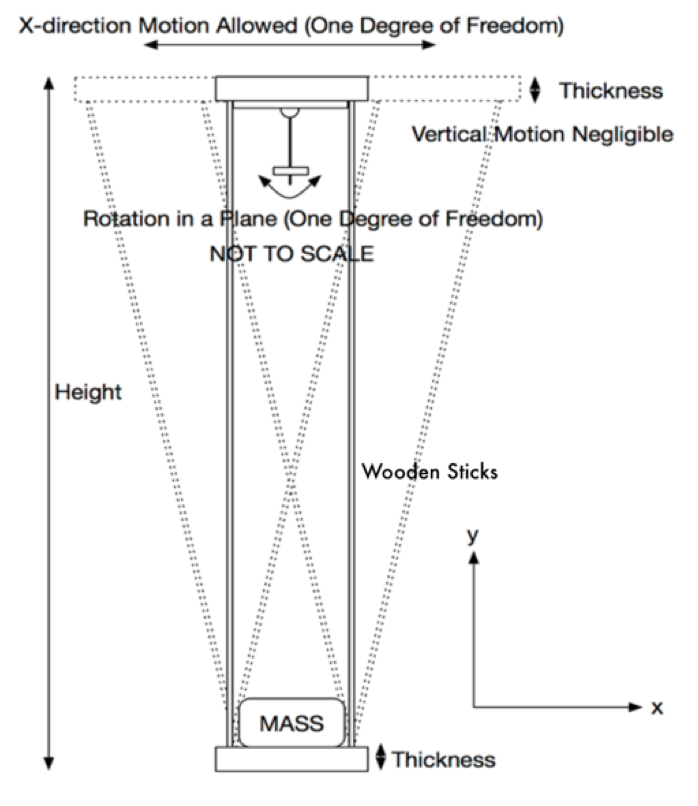 X-direction Motion Allowed (One Degree of Freedom)
Thickness
Vertical Motion Negligible
Rotation in a Plane (One Degree of Freedom)
NOT TO SCALE
Height
Wooden Sticks
y
x
MASS
Thickness